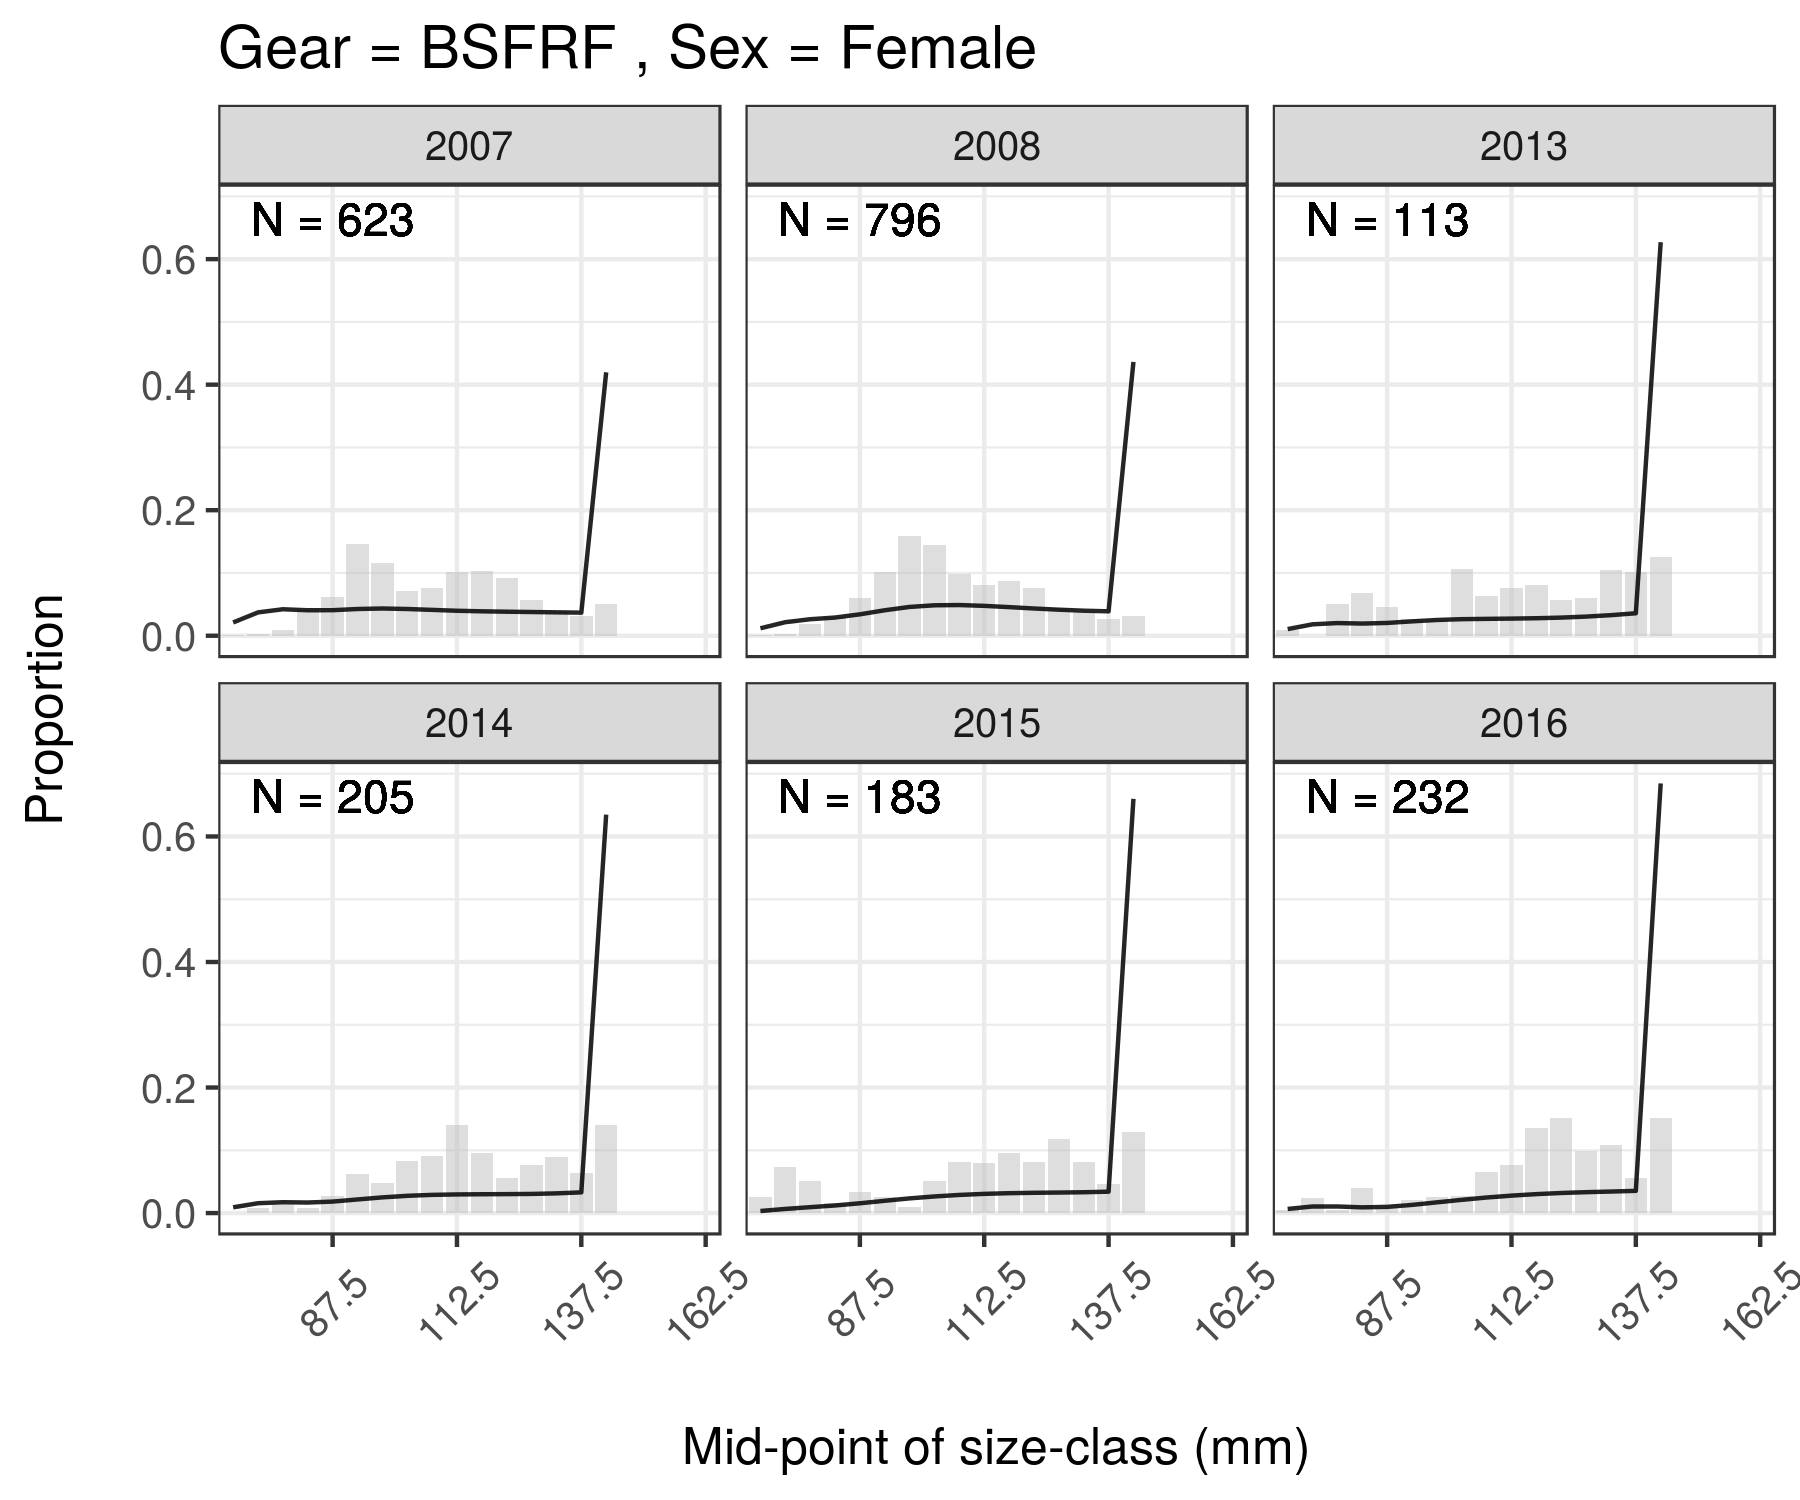 Gear = BSFRF , Sex = Female
2007 2008 2013
N = 623 N = 796 N = 113
0.6
0.4
0.2
0.0
2014 2015 2016
N = 205 N = 183 N = 232
0.6
0.4
0.2
0.0
87.5 112.5 137.5 162.5 87.5 112.5 137.5 162.5 87.5 112.5 137.5 162.5
Proportion
Mid-point of size-class (mm)